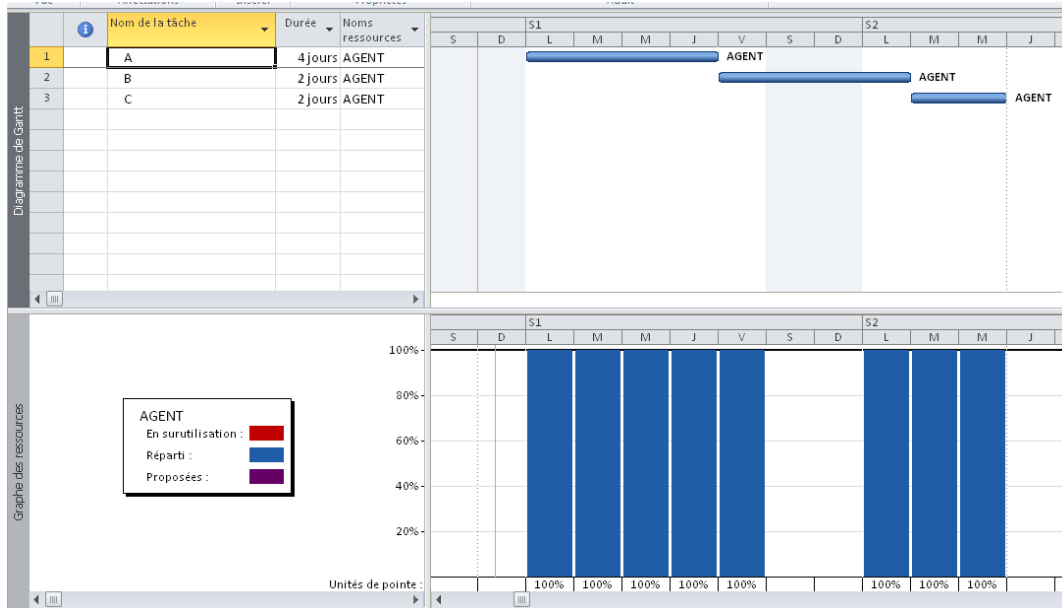 Diagramme de Gantt
Nom de la tâche Durée Noms ressources
1 A 4 jours AGENT
2 B 2 jours AGENT
3 C 2 jours AGENT
S1 S2
S D L M M J V S D L M M J
AGENT
AGENT
AGENT
Graphe des ressources
S1 S2
S D L M M J V S D L M M J
100%
80%
60%
40%
20%
AGENT
En surutilisation :
Réparti :
Proposées :
Unités de pointe : 100% 100% 100% 100% 100% 100% 100% 100%